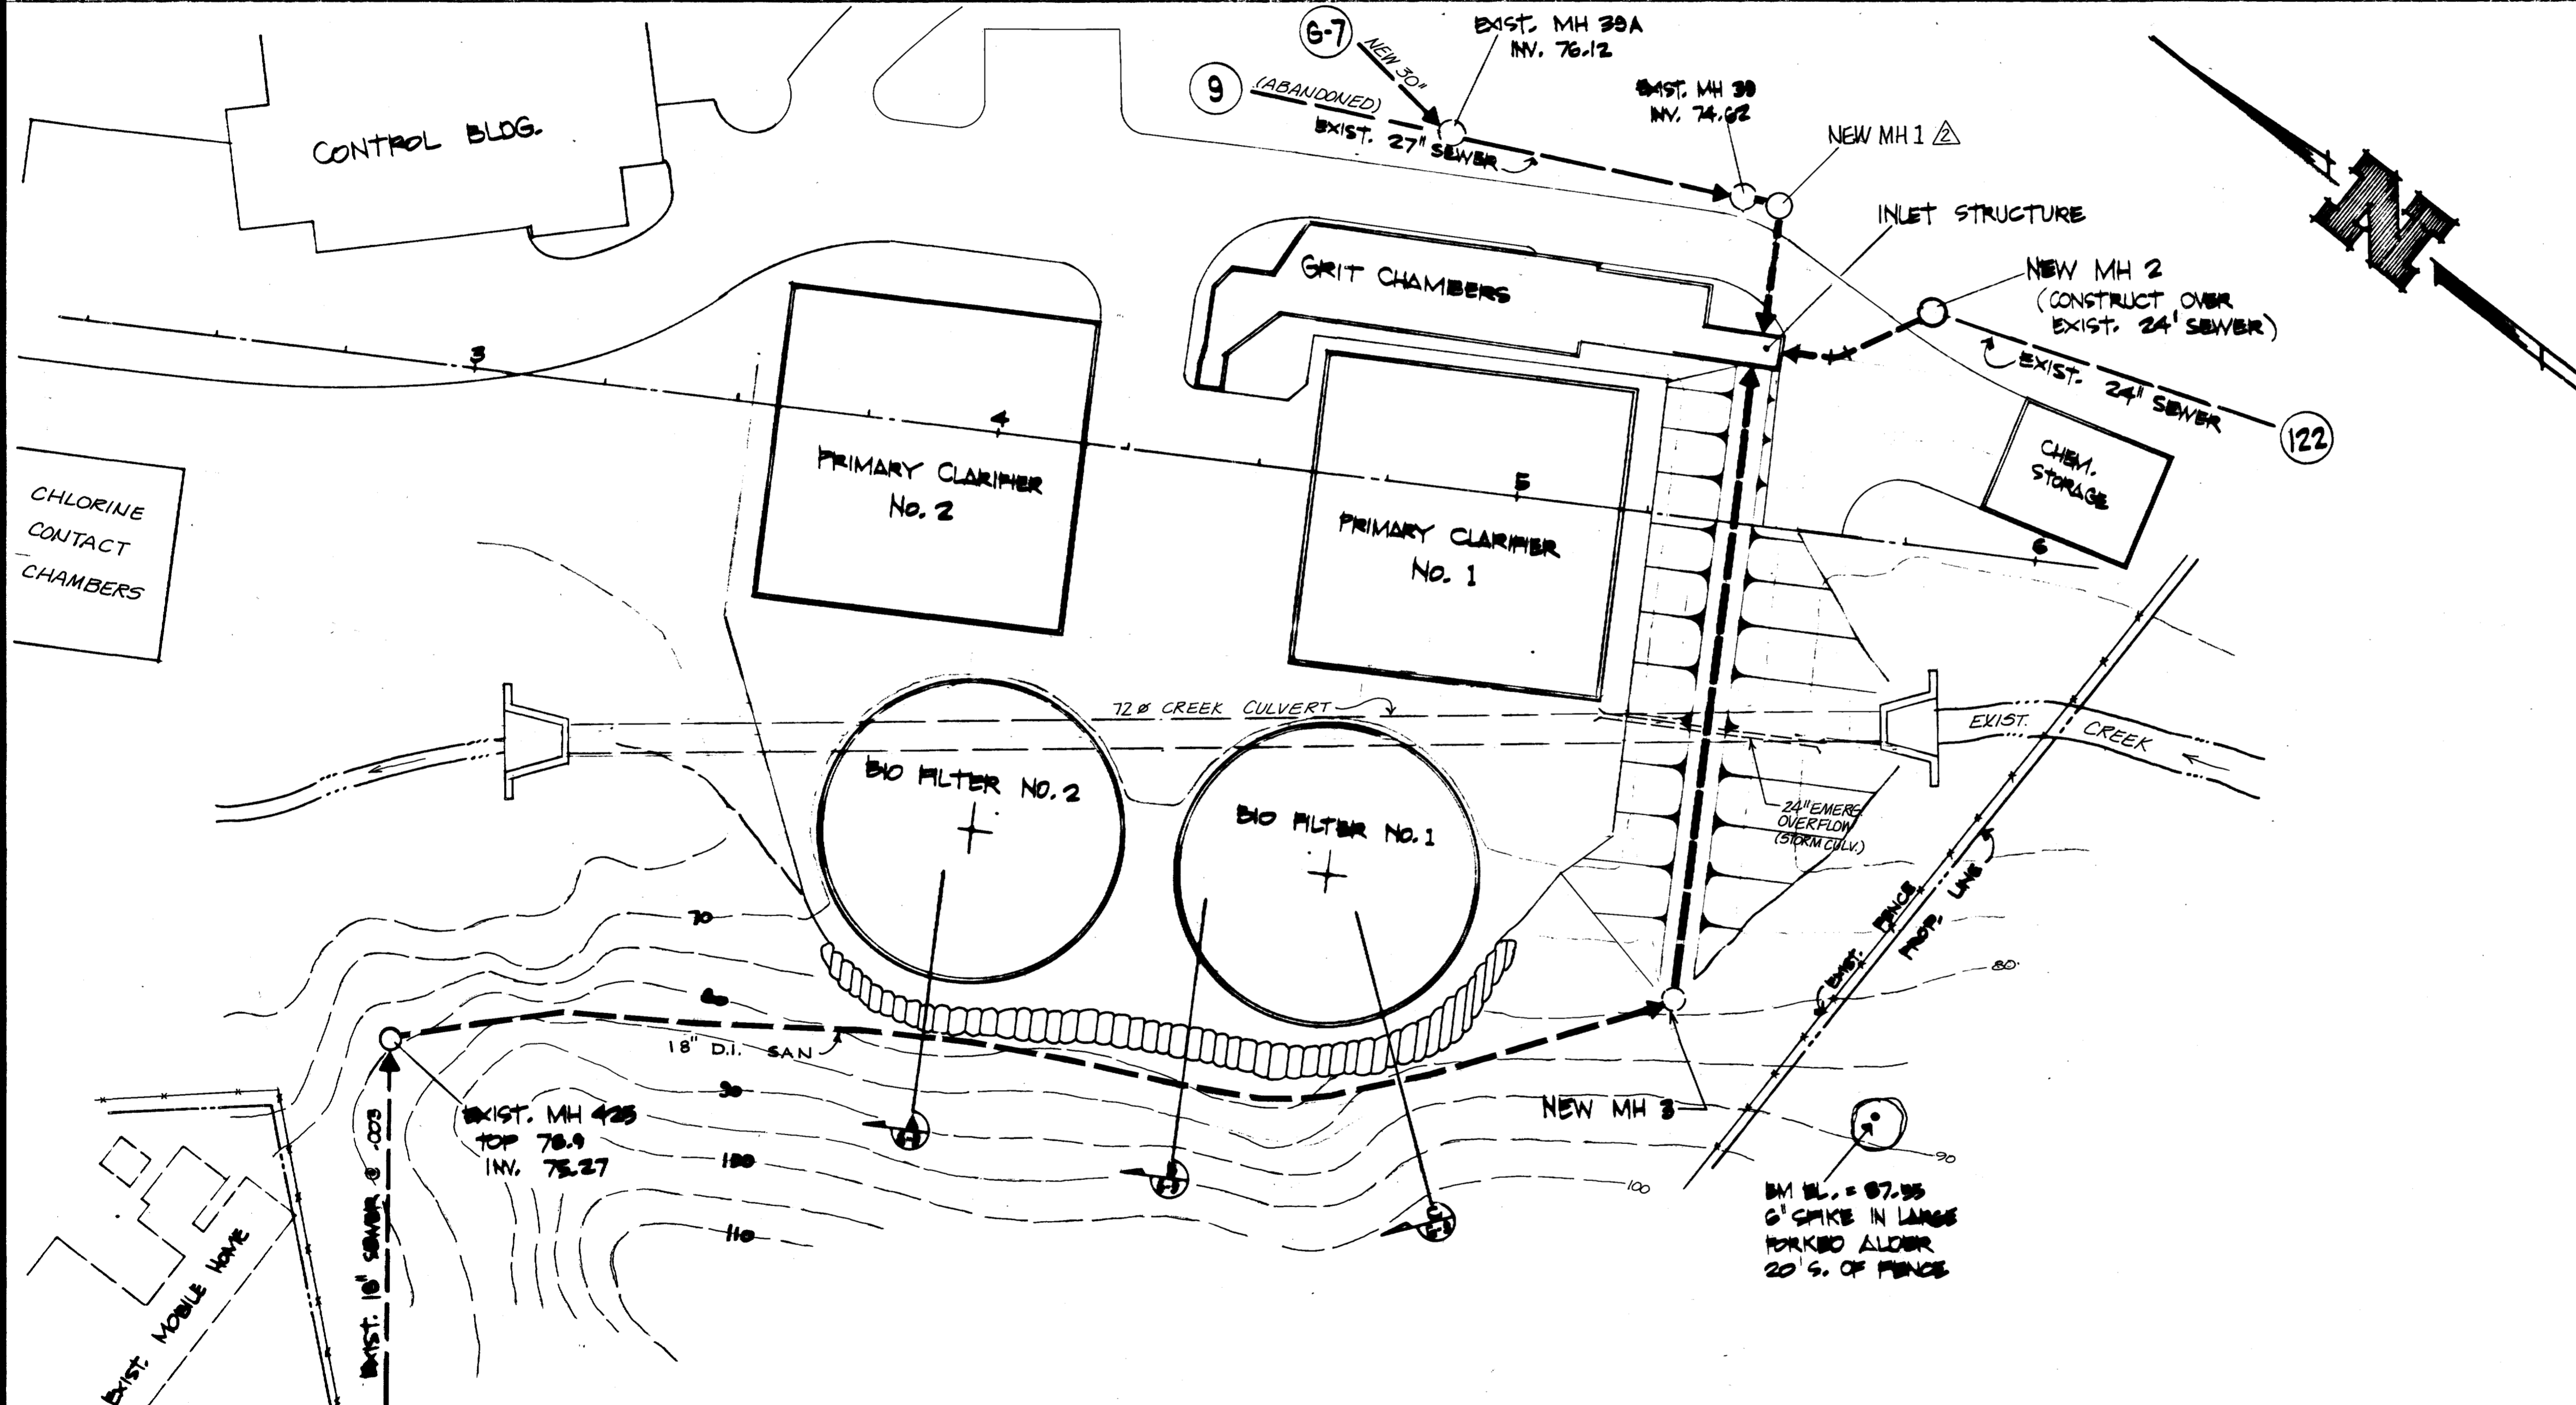 EXIST. MH 39A
INV. 76.12
G-7
NEW 30"
9
(ABANDONED)
EXIST. 27" SEWER
EXIST. MH 39
INV. 74.62
NEW MH 1 2
CONTROL BLDG.
INLET STRUCTURE
N
GRIT CHAMBERS
NEW MH 2
(CONSTRUCT OVER
EXIST. 24' SEWER)
EXIST. 24" SEWER
122
3
4
5
6
PRIMARY CLARIFIER
NO. 2
PRIMARY CLARIFIER
NO. 1
CHEM.
STORAGE
CHLORINE
CONTACT
CHAMBERS
72 ø CREEK CULVERT
EXIST. CREEK
BIO FILTER NO. 2
BIO FILTER NO. 1
24" EMERG.
OVERFLOW
(STORM CULV.)
EXIST. FENCE
PROP. LINE
70
80
80
18" D.I. SAN
90
100
110
90
100
EXIST. MH 425
TOP 78.9
INV. 75.27
NEW MH 3
EXIST. 18" SEWER @ .003
EXIST. MOBILE HOME
BM EL. = 87.55
6" SPIKE IN LARGE
FORKED ALDER
20' S. OF FENCE